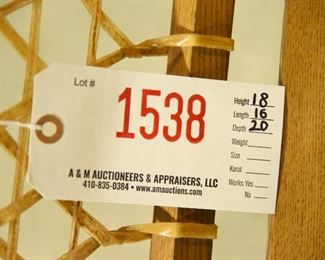 Lot #
1538
Height 18
Length 16
Depth 20
Weight
Size
Karat
Works: Yes
No
A & M AUCTIONEERS & APPRAISERS, LLC
410-835-0384 • www.amauctions.com